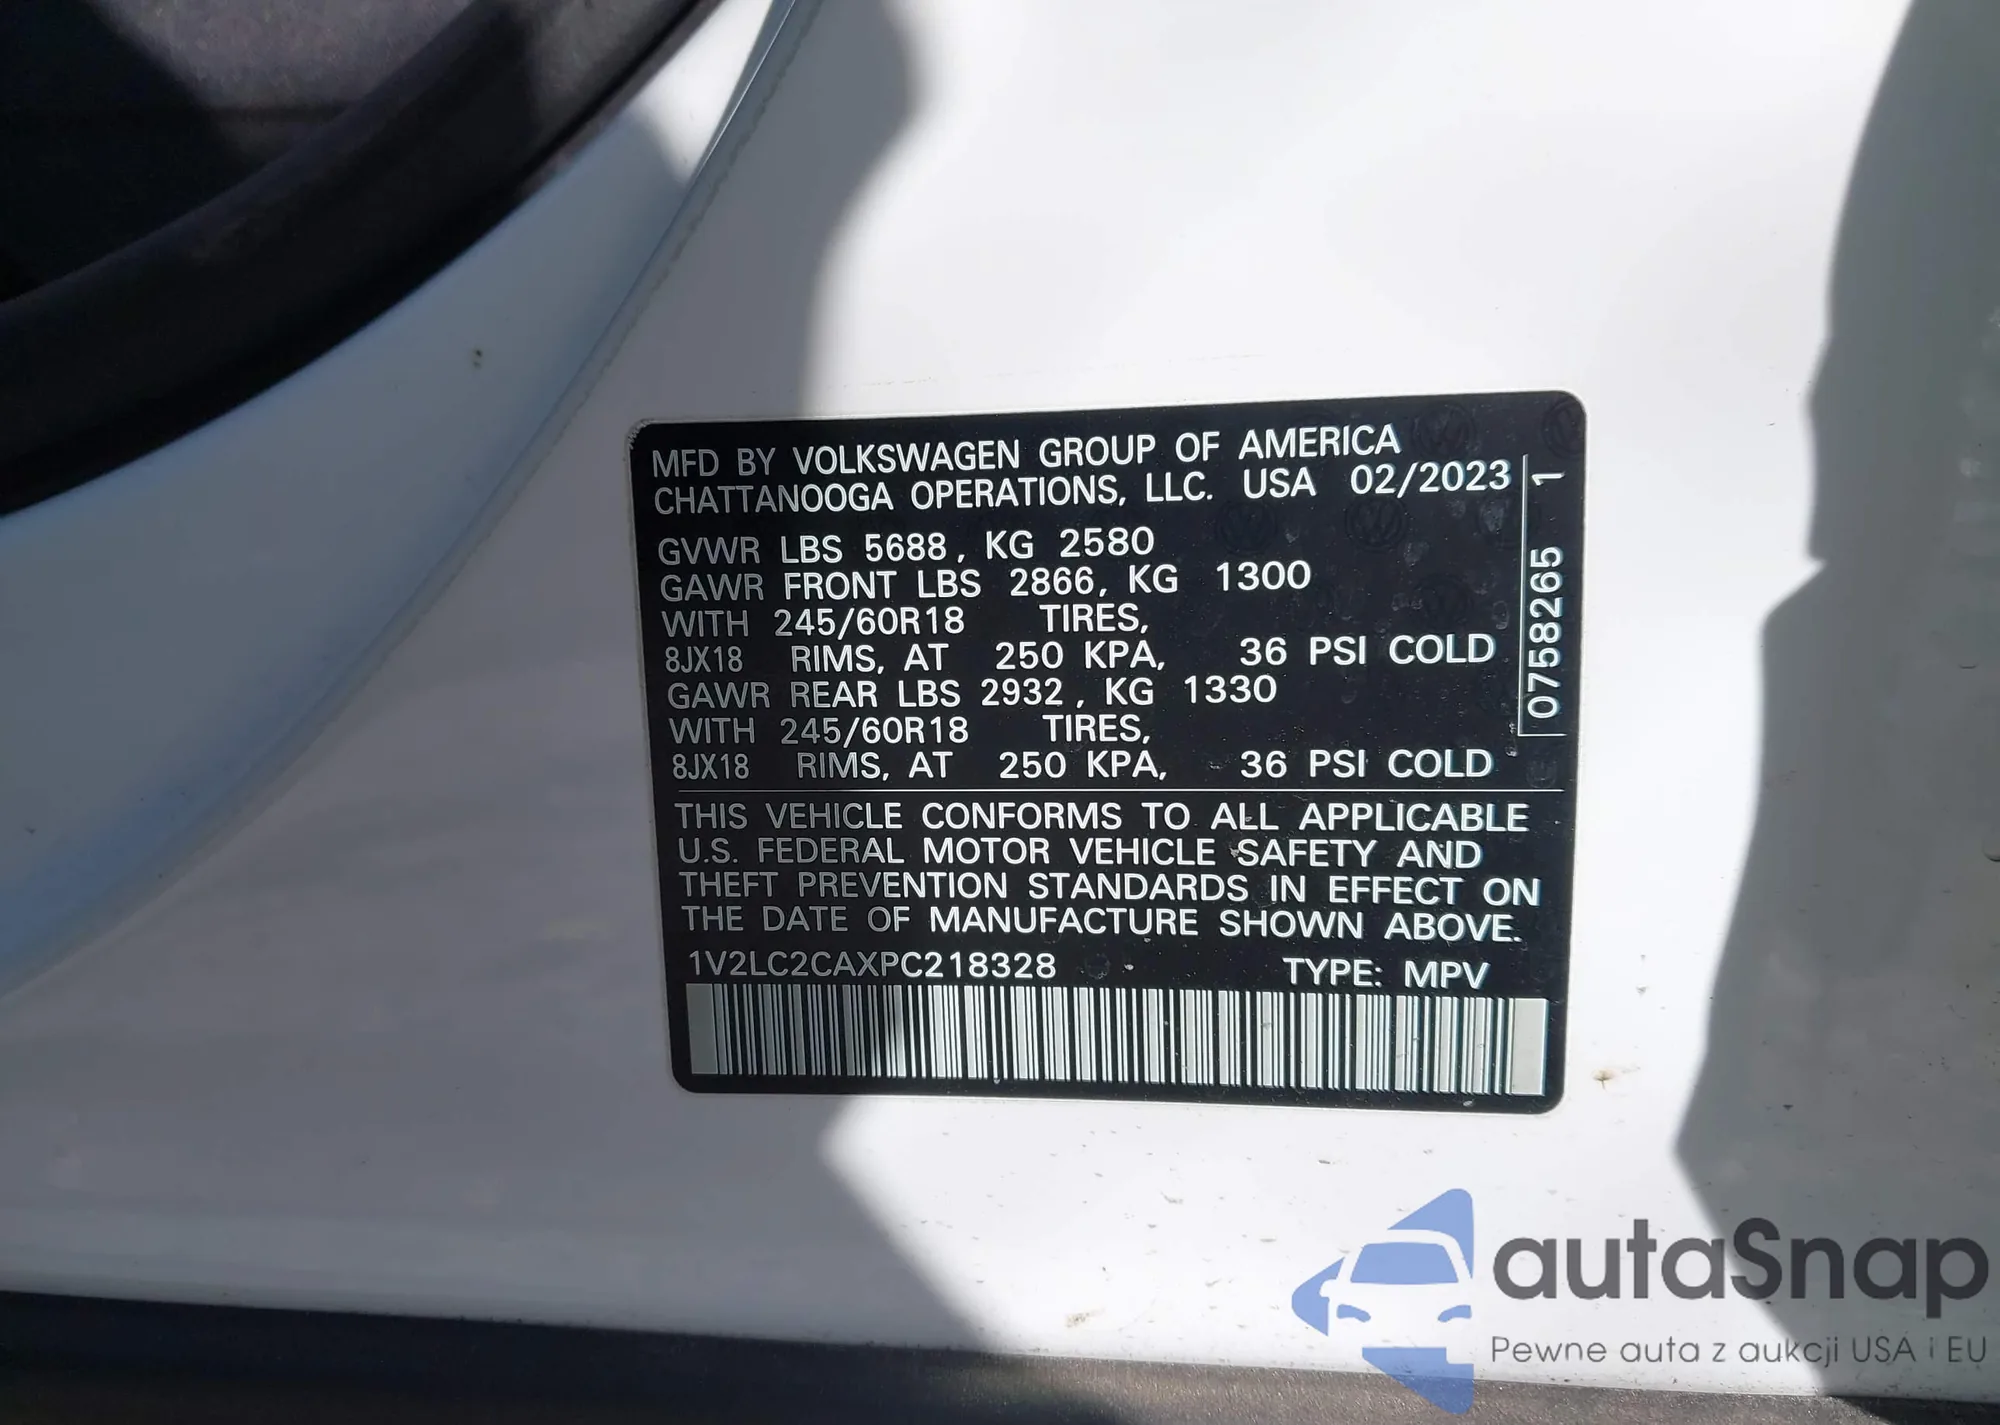 MFD BY VOLKSWAGEN GROUP OF AMERICA
CHATTANOOGA OPERATIONS, LLC. USA 02/2023
GVWR LBS 5688, KG 2580
GAWR FRONT LBS 2866, KG 1300
WITH 245/60R18 TIRES,
8JX18 RIMS, AT 250 KPA, 36 PSI COLD
GAWR REAR LBS 2932, KG 1330
WITH 245/60R18 TIRES,
8JX18 RIMS, AT 250 KPA, 36 PSI COLD
0758265 1
THIS VEHICLE CONFORMS TO ALL APPLICABLE
U.S. FEDERAL MOTOR VEHICLE SAFETY AND
THEFT PREVENTION STANDARDS IN EFFECT ON
THE DATE OF MANUFACTURE SHOWN ABOVE.
1V2LC2CAXPC218328 TYPE: MPV
autaSnap
Pewne auta z aukcji USA i EU